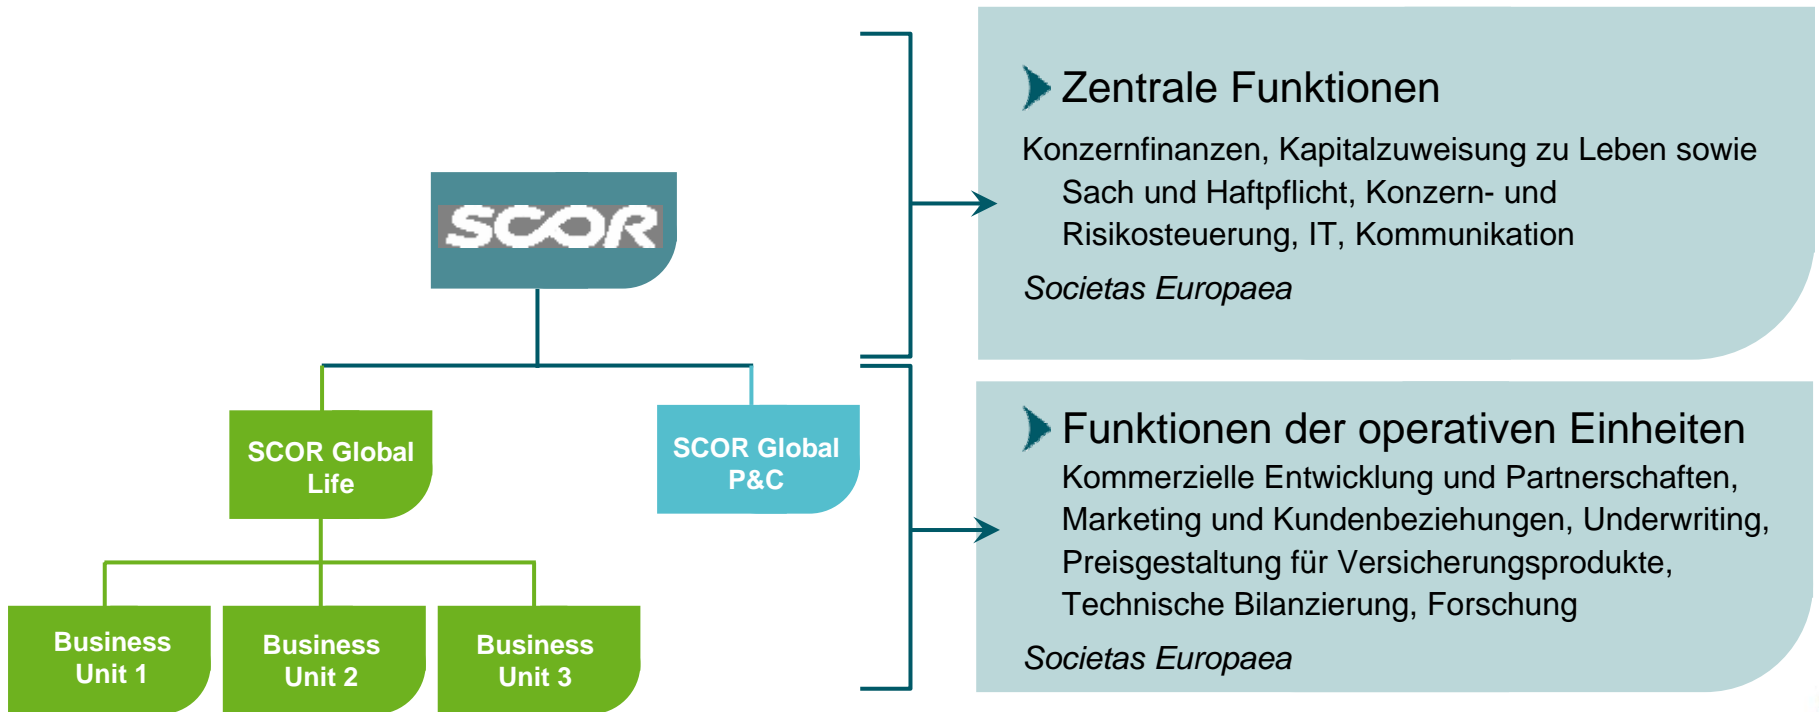 SCOR
SCOR Global
Life
SCOR Global
P&C
Business
Unit 1
Business
Unit 2
Business
Unit 3
Zentrale Funktionen
Konzernfinanzen, Kapitalzuweisung zu Leben sowie
Sach und Haftpflicht, Konzern- und
Risikosteuerung, IT, Kommunikation
Societas Europaea
Funktionen der operativen Einheiten
Kommerzielle Entwicklung und Partnerschaften,
Marketing und Kundenbeziehungen, Underwriting,
Preisgestaltung für Versicherungsprodukte,
Technische Bilanzierung, Forschung
Societas Europaea